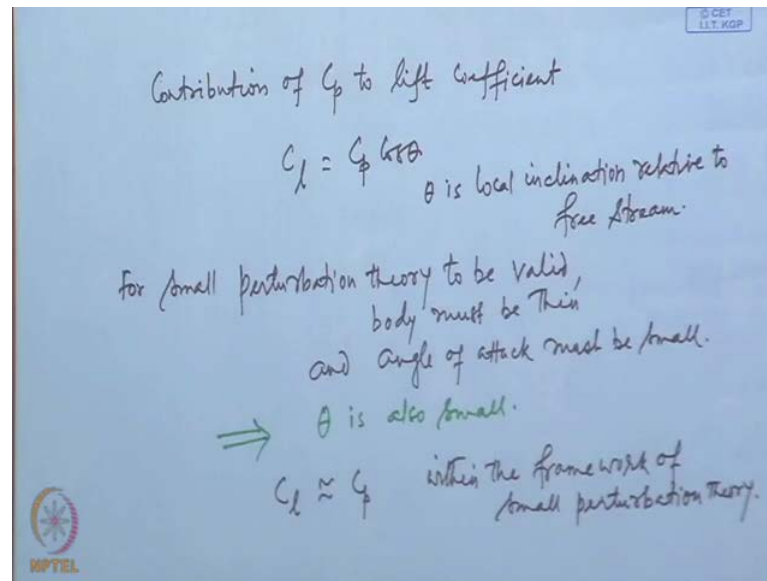 © CET
I.I.T. KGP
Contribution of Cp to lift coefficient
Cl = Cp Cosθ
θ is local inclination relative to
free stream.
For small perturbation theory to be valid,
body must be thin
and angle of attack must be small.
⇒ θ is also small.
Cl ≈ Cp within the framework of
small perturbation theory.
NPTEL